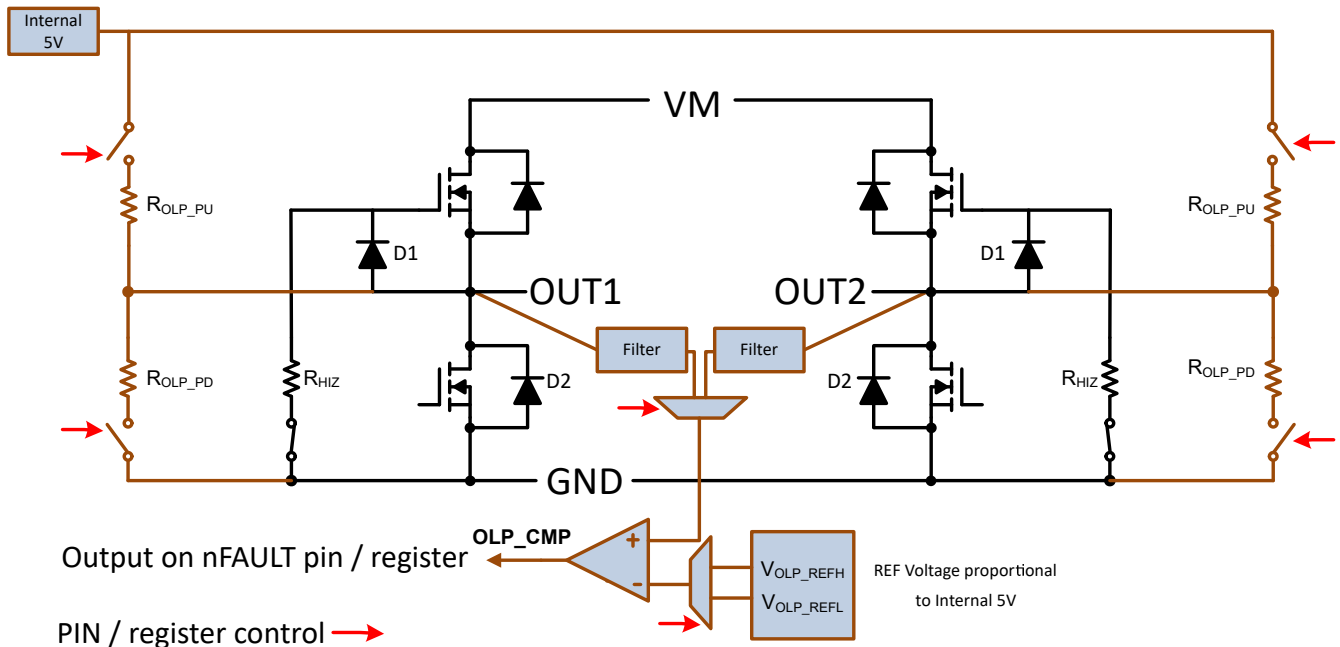 Internal
5V
VM
R_OLP_PU
R_OLP_PU
D1
D1
OUT1
OUT2
Filter
Filter
R_OLP_PD
R_HIZ
D2
D2
R_HIZ
R_OLP_PD
GND
OLP_CMP
+
-
Output on nFAULT pin / register
V_OLP_REFH
V_OLP_REFL
REF Voltage proportional
to Internal 5V
PIN / register control